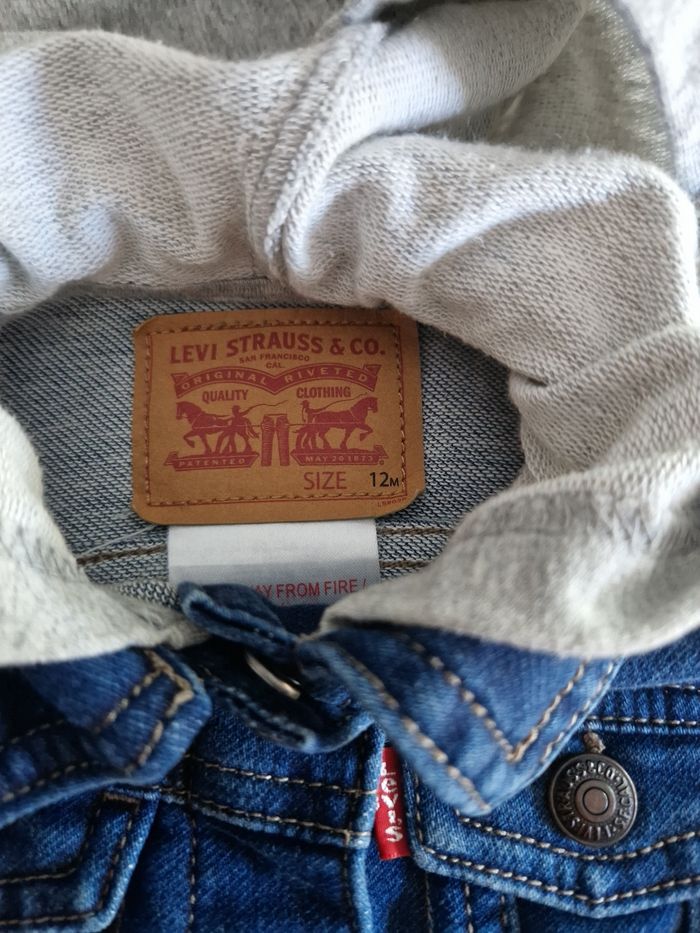 LEVI STRAUSS & CO.
SAN FRANCISCO
CAL.
ORIGINAL RIVETED
QUALITY CLOTHING
PATENTED MAY 20 1873
SIZE 12M
AY FROM FIRE /
LEVI'S